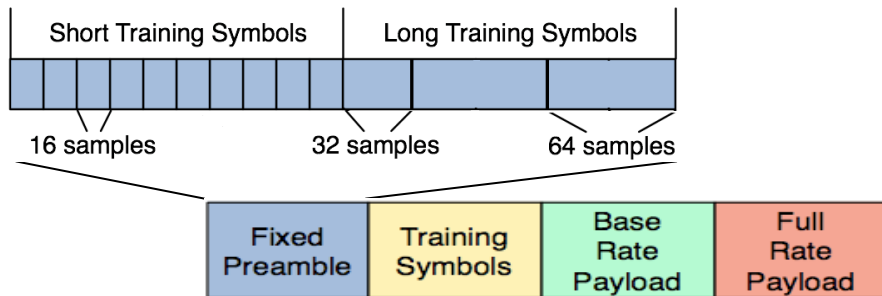 Short Training Symbols
Long Training Symbols
16 samples
32 samples
64 samples
Fixed
Preamble
Training
Symbols
Base
Rate
Payload
Full
Rate
Payload